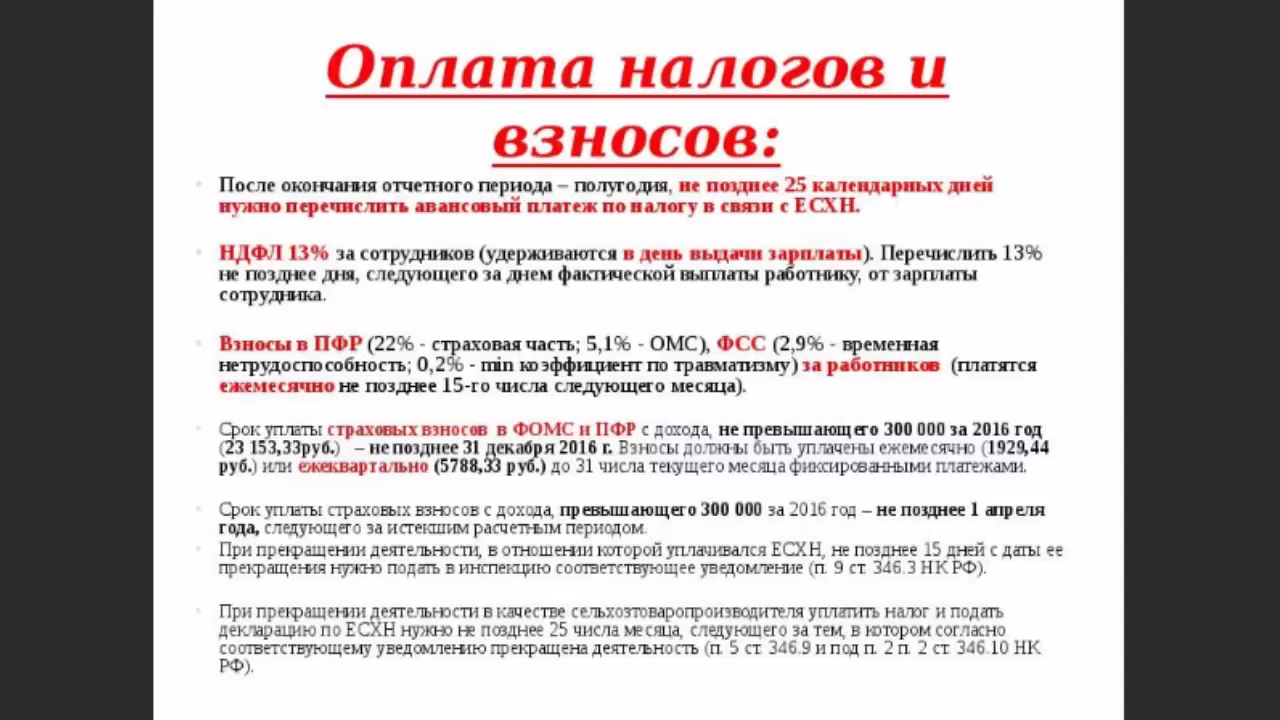 Оплата налогов и
взносов:
После окончания отчетного периода – полугодия, не позднее 25 календарных дней
нужно перечислить авансовый платеж по налогу в связи с ЕСХН.
НДФЛ 13% за сотрудников (удерживаются в день выдачи зарплаты). Перечислить 13%
не позднее дня, следующего за днем фактической выплаты работнику, от зарплаты
сотрудника.
Взносы в ПФР (22% - страховая часть; 5,1% - ОМС), ФСС (2,9% - временная
нетрудоспособность; 0,2% - min коэффициент по травматизму) за работников (платятся
ежемесячно не позднее 15-го числа следующего месяца).
Срок уплаты страховых взносов в ФОМС и ПФР с дохода, не превышающего 300 000 за 2016 год
(23 153,33руб.) – не позднее 31 декабря 2016 г. Взносы должны быть уплачены ежемесячно (1929,44
руб.) или ежеквартально (5788,33 руб.) до 31 числа текущего месяца фиксированными платежами.
Срок уплаты страховых взносов с дохода, превышающего 300 000 за 2016 год – не позднее 1 апреля
года, следующего за истекшим расчетным периодом.
При прекращении деятельности, в отношении которой уплачивался ЕСХН, не позднее 15 дней с даты ее
прекращения нужно подать в инспекцию соответствующее уведомление (п. 9 ст. 346.3 НК РФ).
При прекращении деятельности в качестве сельхозтоваропроизводителя уплатить налог и подать
декларацию по ЕСХН нужно не позднее 25 числа месяца, следующего за тем, в котором согласно
соответствующему уведомлению прекращена деятельность (п. 5 ст. 346.9 и под п. 2 п. 2 ст. 346.10 НК
РФ).